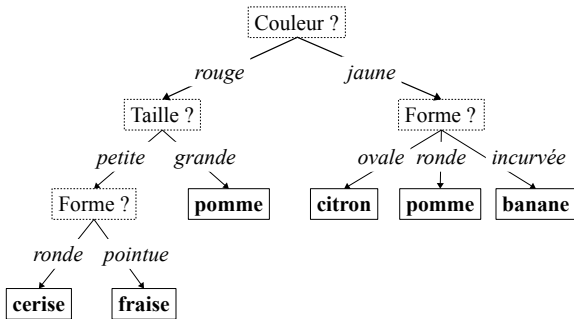 Couleur ?
rouge jaune
Taille ? Forme ?
petite grande ovale ronde incurvée
Forme ? pomme citron pomme banane
ronde pointue
cerise fraise